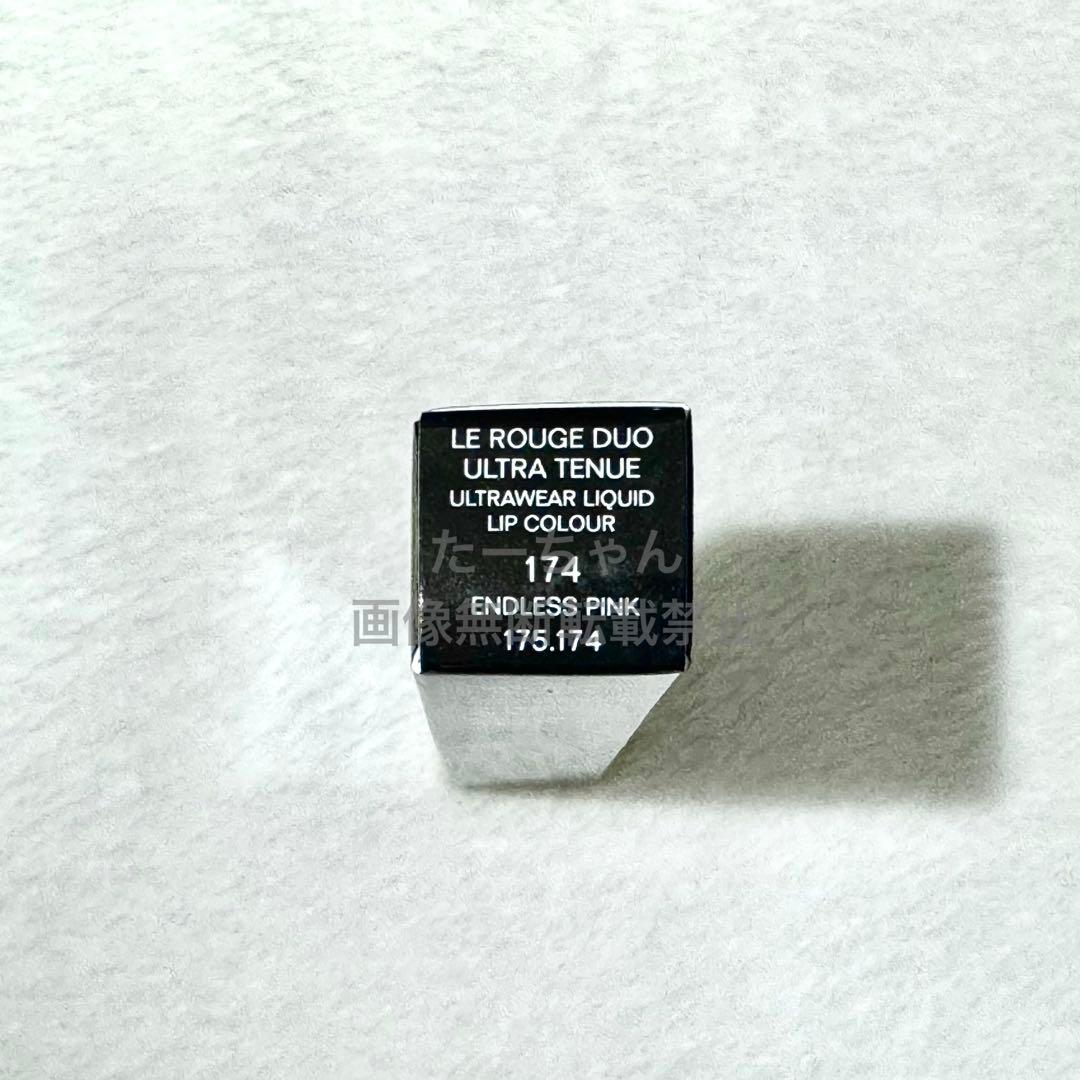 LE ROUGE DUO
ULTRA TENUE
ULTRAWEAR LIQUID
LIP COLOUR
たーちゃん
174
ENDLESS PINK
画像無断転載禁止
175.174